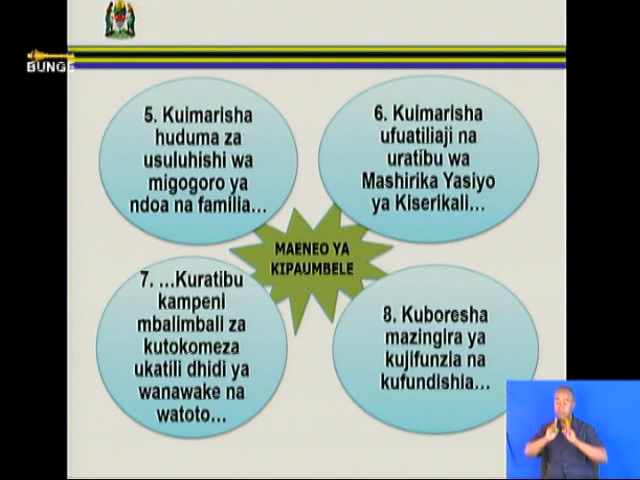 BUNGE
5. Kuimarisha
huduma za
usuluhishi wa
migogoro ya
ndoa na familia...
6. Kuimarisha
ufuatiliaji na
uratibu wa
Mashirika Yasiyo
ya Kiserikali...
MAENEO YA
KIPAUMBELE
7. ...Kuratibu
kampeni
mbalimbali za
kutokomeza
ukatili dhidi ya
wanawake na
watoto...
8. Kuboresha
mazingira ya
kujifunzia na
kufundishia...